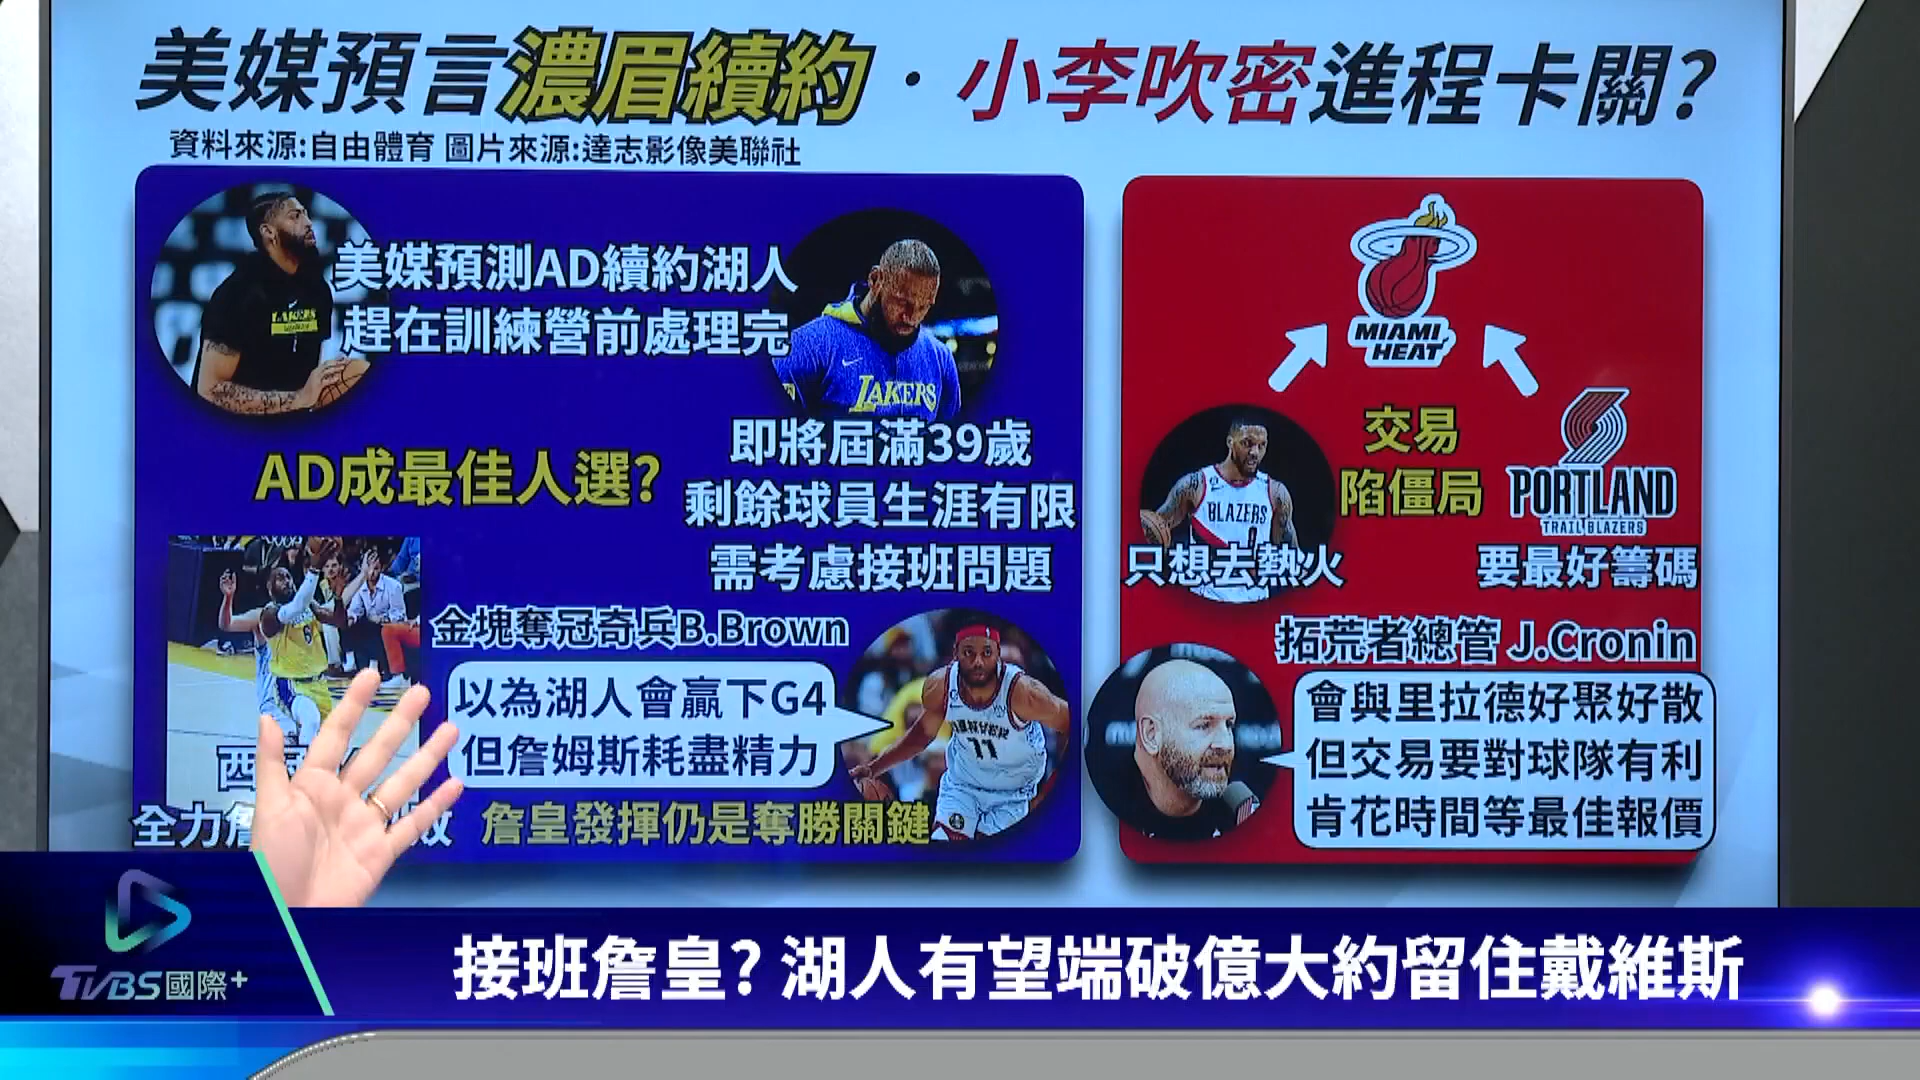 美媒預言濃眉續約·小李吹密進程卡關?
資料來源:自由體育 圖片來源:達志影像美聯社
美媒預測AD續約湖人
趕在訓練營前處理完
LAKERS
LAKERS
AD成最佳人選?
即將屆滿39歲
剩餘球員生涯有限
需考慮接班問題
金塊奪冠奇兵B.Brown
以為湖人會贏下G4
但詹姆斯耗盡精力
11
6
西
全力詹
敗
詹皇發揮仍是奪勝關鍵
MIAMI
HEAT
交易
陷僵局
BLAZERS
PORTLAND
TRAIL BLAZERS
只想去熱火
要最好籌碼
拓荒者總管 J.Cronin
會與里拉德好聚好散
但交易要對球隊有利
肯花時間等最佳報價
TVBS國際+
接班詹皇? 湖人有望端破億大約留住戴維斯